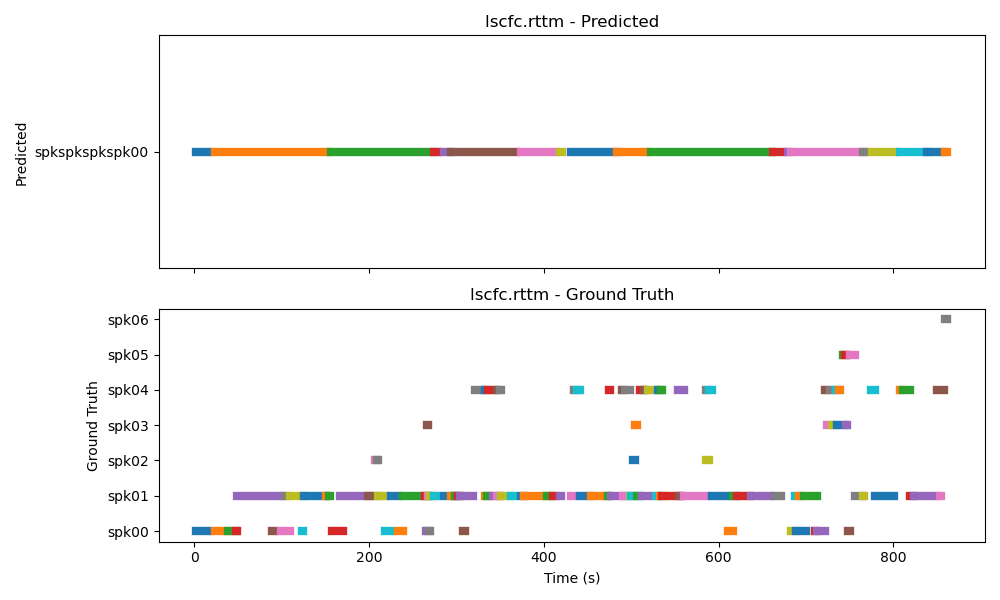 lscfc.rttm - Predicted
Predicted
spkspkspkspk00
lscfc.rttm - Ground Truth
Ground Truth
spk06
spk05
spk04
spk03
spk02
spk01
spk00
0 200 400 600 800
Time (s)